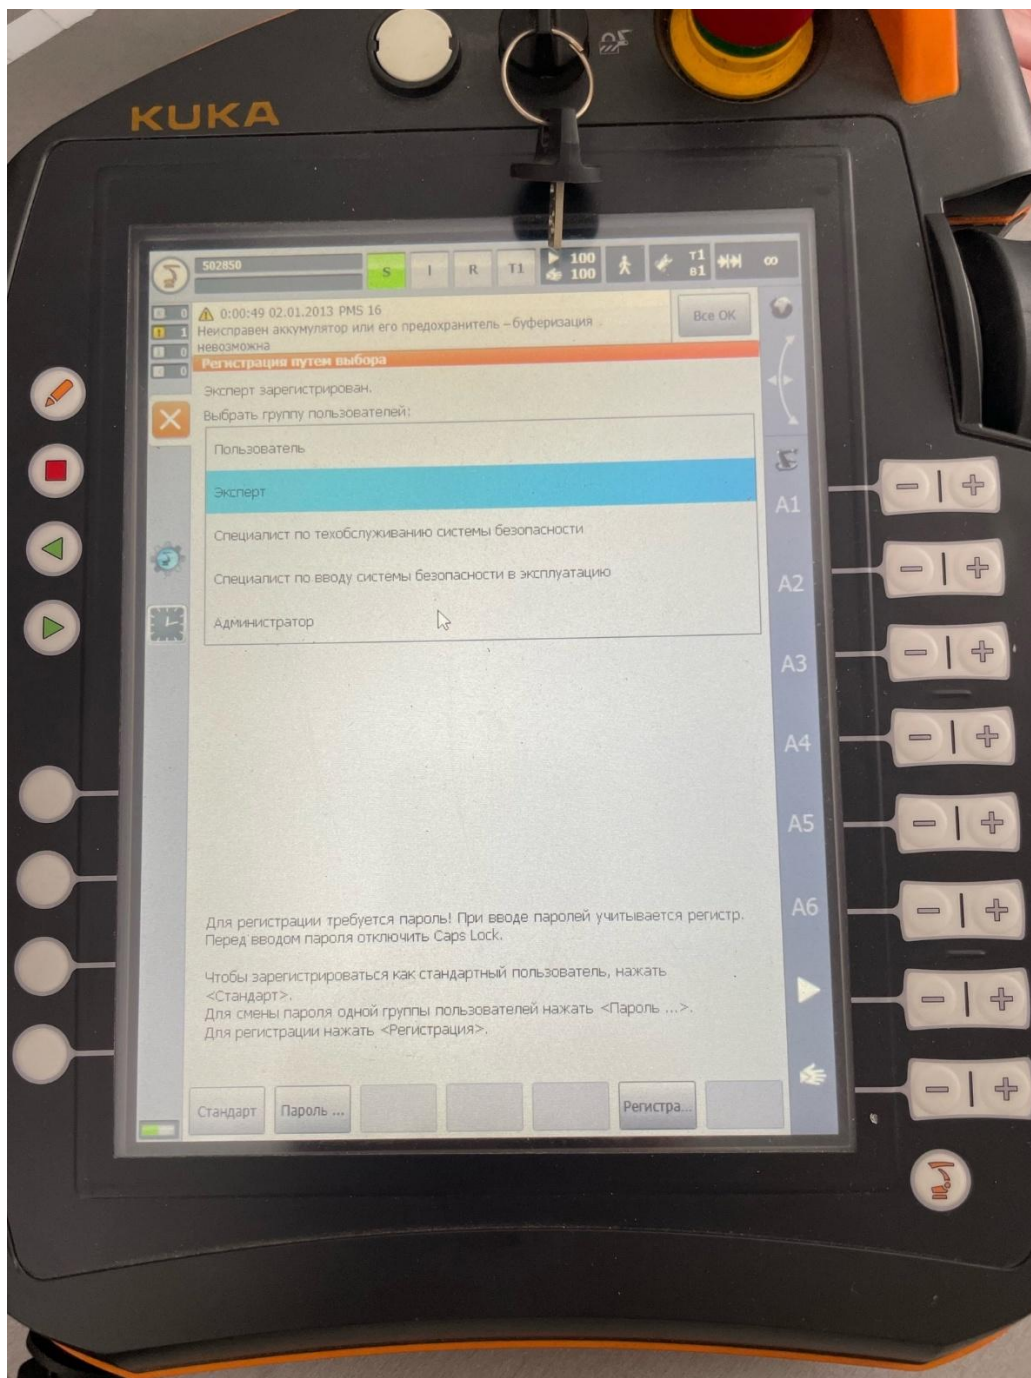 KUKA
502850
S I R T1 100 T1 ∞
100 B1
0
1
0
0
0:00:49 02.01.2013 PMS 16
Неисправен аккумулятор или его предохранитель – буферизация
невозможна
Все OK
Регистрация путем выбора
Эксперт зарегистрирован.
Выбрать группу пользователей:
Пользователь
Эксперт
Специалист по техобслуживанию системы безопасности
Специалист по вводу системы безопасности в эксплуатацию
Администратор
A1
A2
A3
A4
A5
A6
Для регистрации требуется пароль! При вводе паролей учитывается регистр.
Перед вводом пароля отключить Caps Lock.
Чтобы зарегистрироваться как стандартный пользователь, нажать
<Стандарт>.
Для смены пароля одной группы пользователей нажать <Пароль ...>.
Для регистрации нажать <Регистрация>.
Стандарт
Пароль ...
Регистра...